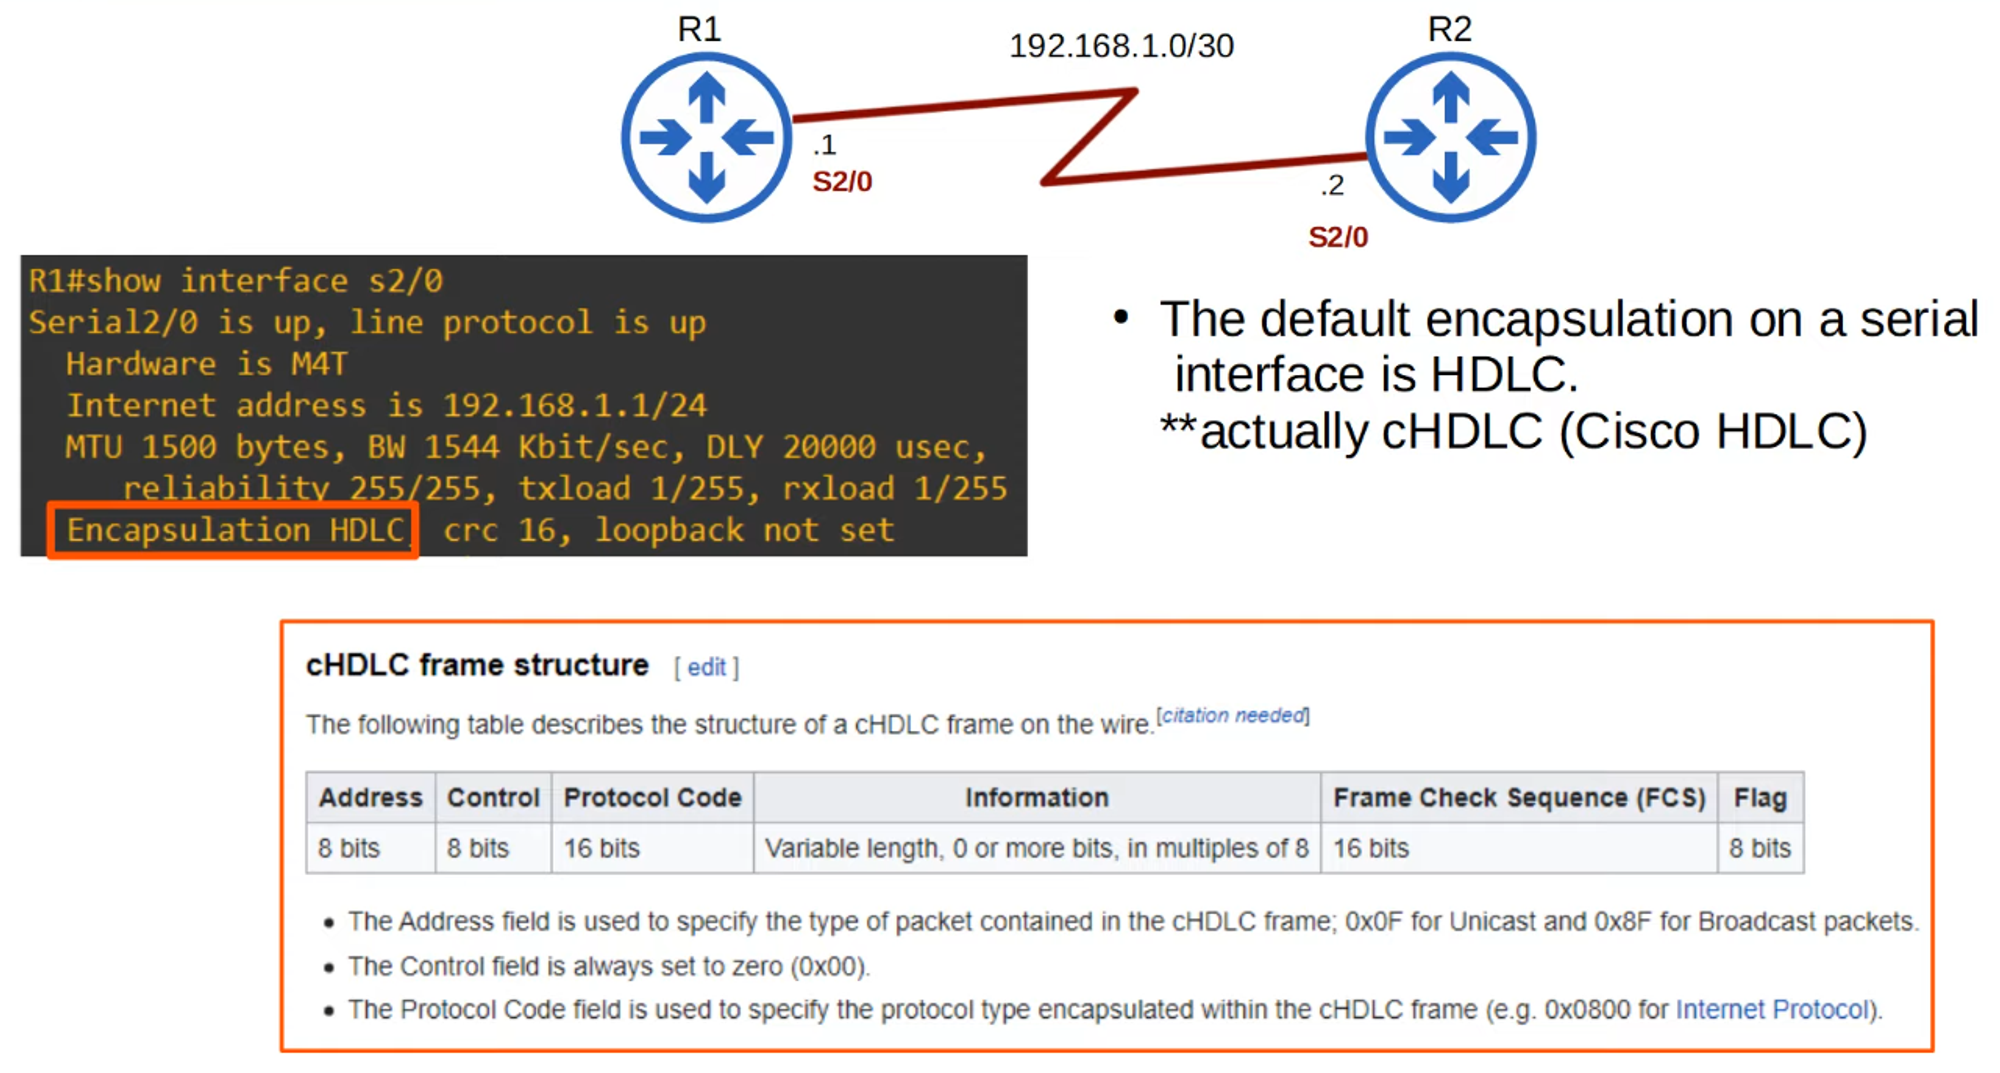 R1
192.168.1.0/30
R2
.1
S2/0
.2
S2/0
R1#show interface s2/0
Serial2/0 is up, line protocol is up
Hardware is M4T
Internet address is 192.168.1.1/24
MTU 1500 bytes, BW 1544 Kbit/sec, DLY 20000 usec,
reliability 255/255, txload 1/255, rxload 1/255
Encapsulation HDLC, crc 16, loopback not set
• The default encapsulation on a serial
interface is HDLC.
**actually cHDLC (Cisco HDLC)
cHDLC frame structure [ edit ]
The following table describes the structure of a cHDLC frame on the wire.[citation needed]
Address Control Protocol Code Information Frame Check Sequence (FCS) Flag
8 bits 8 bits 16 bits Variable length, 0 or more bits, in multiples of 8 16 bits 8 bits
• The Address field is used to specify the type of packet contained in the cHDLC frame; 0x0F for Unicast and 0x8F for Broadcast packets.
• The Control field is always set to zero (0x00).
• The Protocol Code field is used to specify the protocol type encapsulated within the cHDLC frame (e.g. 0x0800 for Internet Protocol).